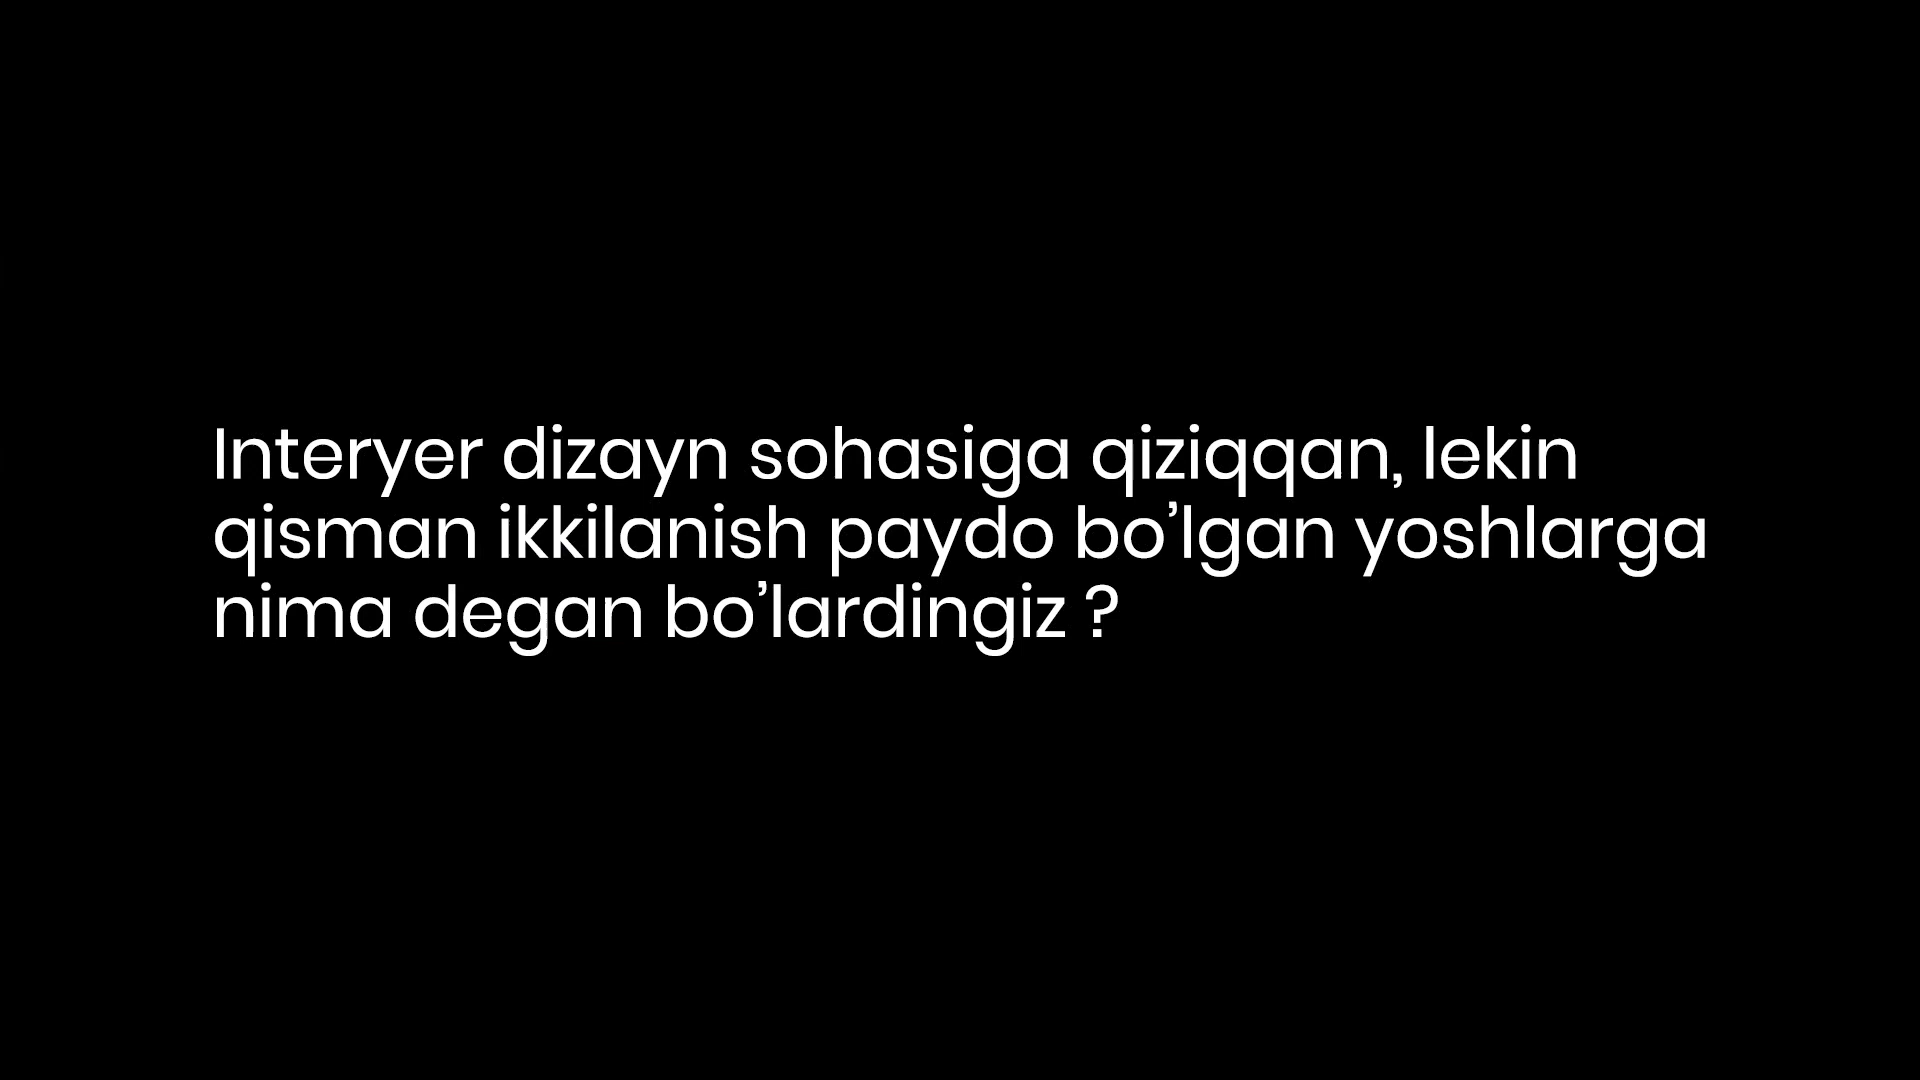 Interyer dizayn sohasiga qiziqqan, lekin
qisman ikkilanish paydo bo’lgan yoshlarga
nima degan bo’lardingiz ?